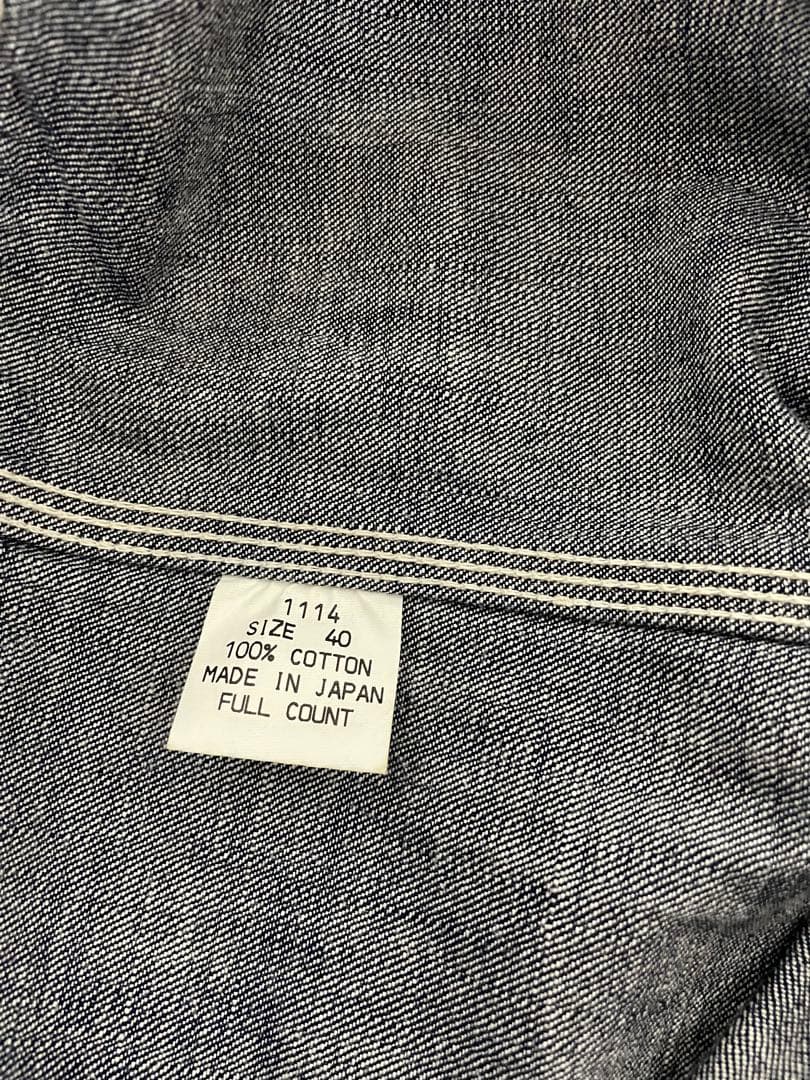 1114
SIZE 40
100% COTTON
MADE IN JAPAN
FULL COUNT